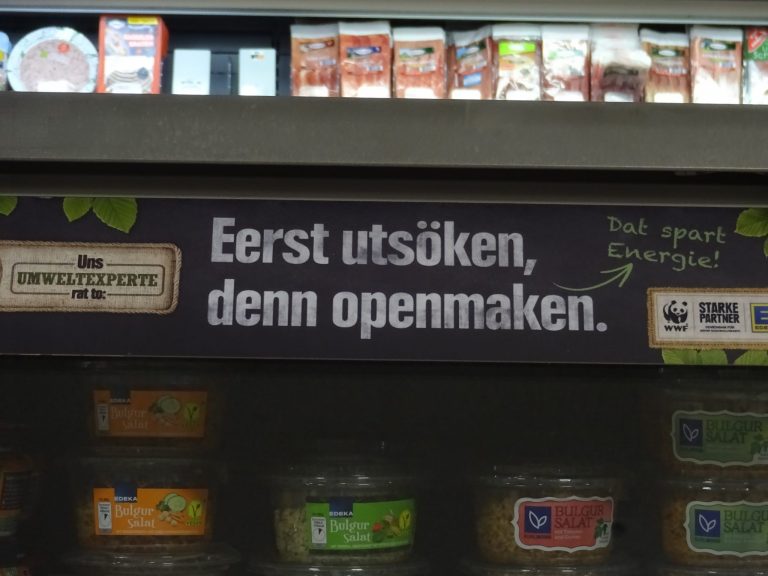 Uns
UMWELTEXPERTE
rat to:
Eerst utsöken,
denn openmaken.
Dat spart
Energie!
WWF
STARKE
PARTNER
EDEKA
Bulgur
Salat
EDEKA
Bulgur
Salat
EDEKA
Bulgur
Salat
BULGUR
SALAT
BULGUR
SALAT
BULGUR
SALAT